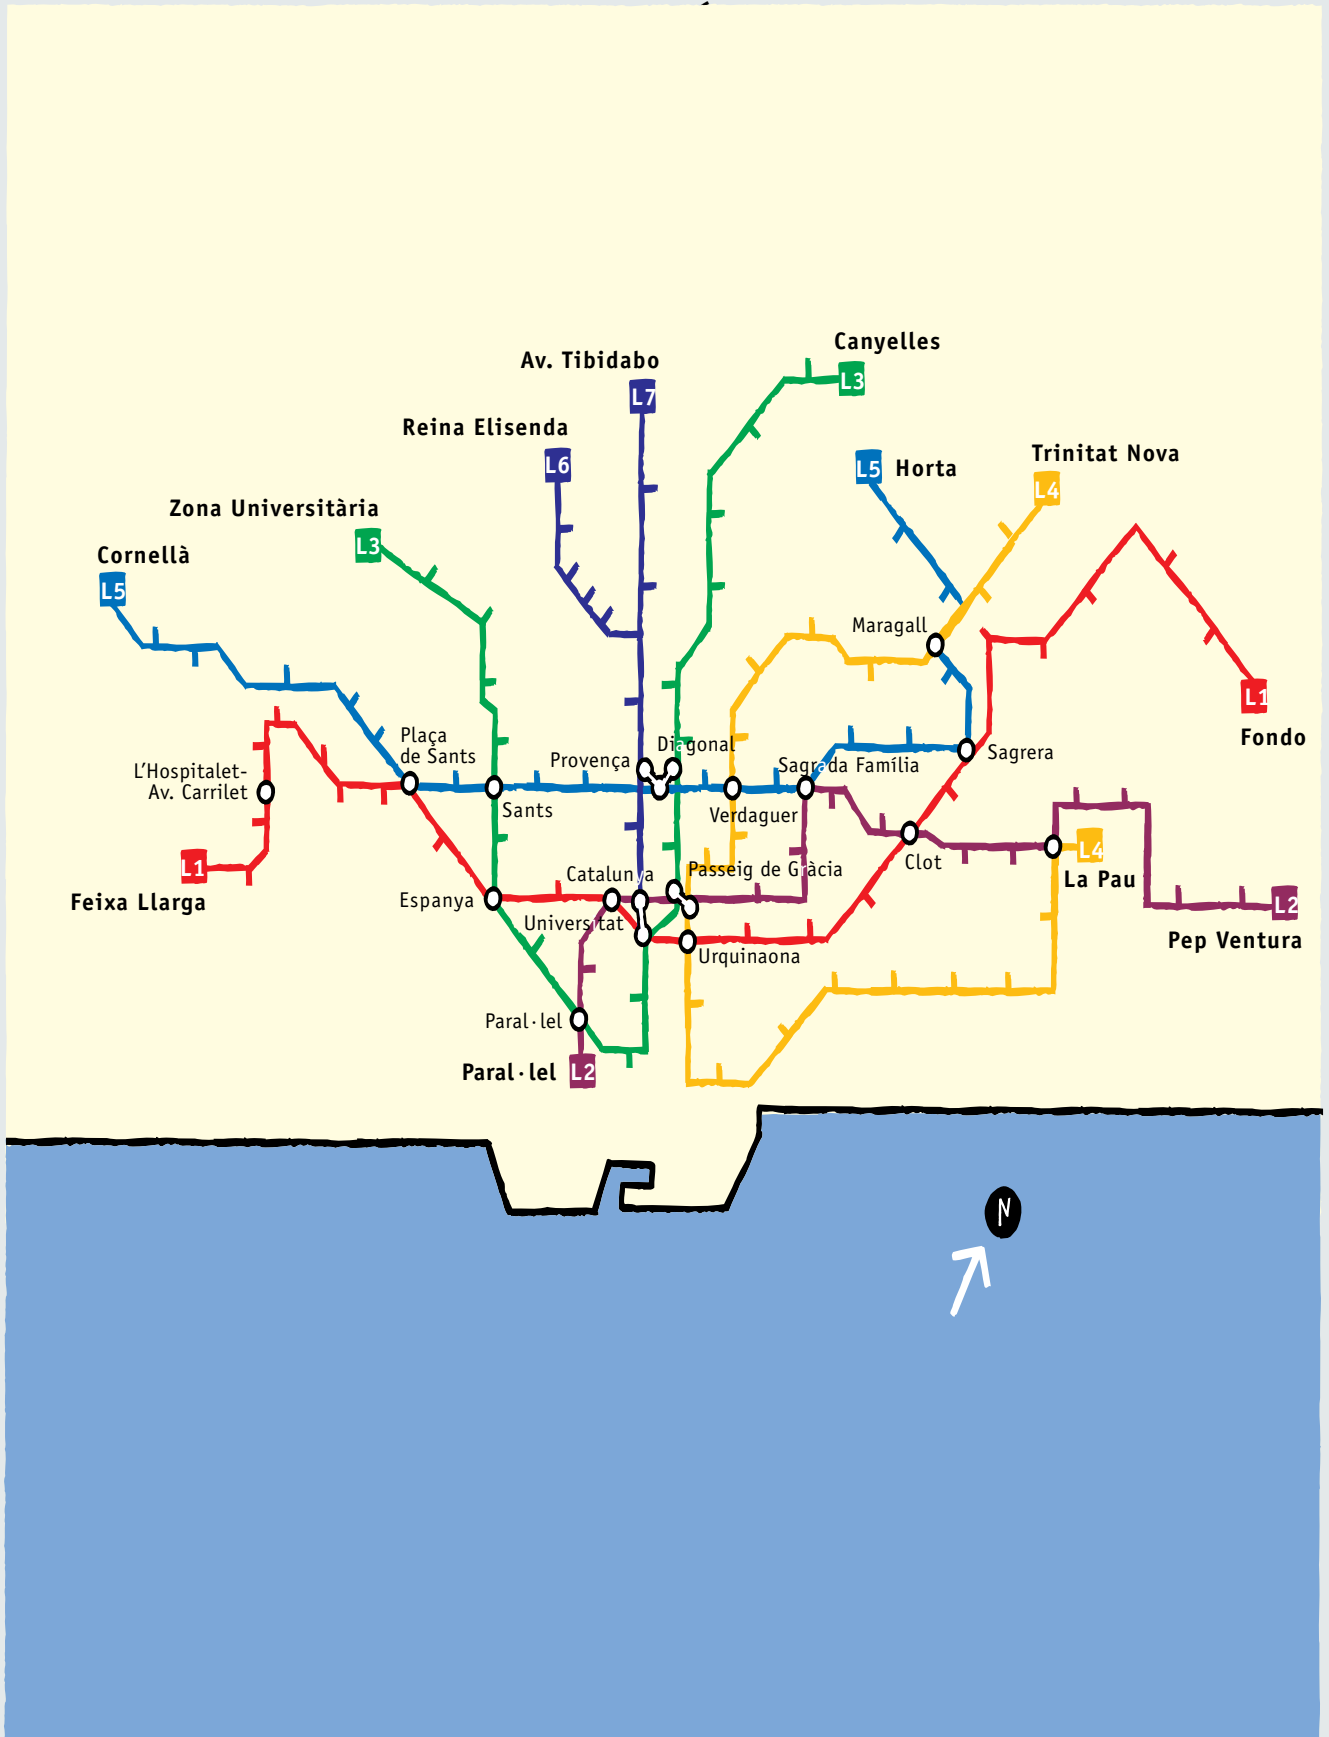 Canyelles
L3
Av. Tibidabo
L7
Reina Elisenda
L6
L5 Horta
Trinitat Nova
L4
Zona Universitària
L3
Cornellà
L5
Maragall
L1
Fondo
Plaça
de Sants
Diagonal
Provença
Sagrera
Sagrada Família
L'Hospitalet-
Av. Carrilet
Sants
Verdaguer
L1
Feixa Llarga
Clot
L4
La Pau
Catalunya
Passeig de Gràcia
Espanya
Universitat
L2
Pep Ventura
Urquinaona
Paral·lel
Paral·lel L2
N